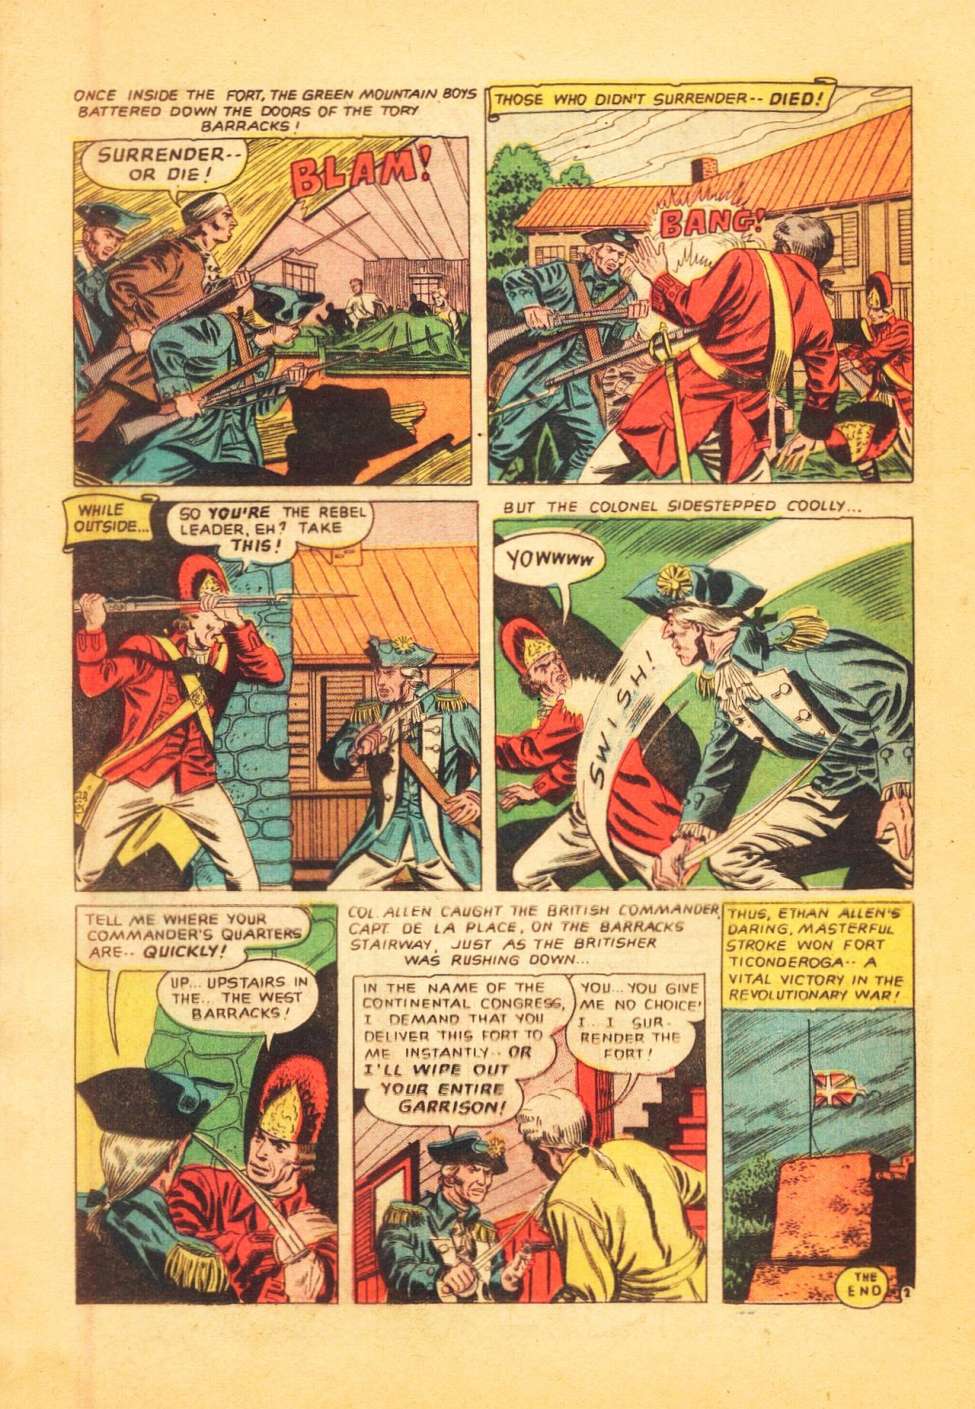 ONCE INSIDE THE FORT, THE GREEN MOUNTAIN BOYS
BATTERED DOWN THE DOORS OF THE TORY
BARRACKS!
SURRENDER--
OR DIE!
BLAM!
THOSE WHO DIDN'T SURRENDER-- DIED!
BANG!
WHILE
OUTSIDE...
SO YOU'RE THE REBEL
LEADER, EH? TAKE
THIS!
BUT THE COLONEL SIDESTEPPED COOLLY...
YOWWWW
SWISH!
TELL ME WHERE YOUR
COMMANDER'S QUARTERS
ARE-- QUICKLY!
UP... UPSTAIRS IN
THE... THE WEST
BARRACKS!
COL. ALLEN CAUGHT THE BRITISH COMMANDER,
CAPT. DE LA PLACE, ON THE BARRACKS
STAIRWAY, JUST AS THE BRITISHER
WAS RUSHING DOWN...
IN THE NAME OF THE
CONTINENTAL CONGRESS,
I DEMAND THAT YOU
DELIVER THIS FORT TO
ME INSTANTLY-- OR
I'LL WIPE OUT
YOUR ENTIRE
GARRISON!
YOU... YOU GIVE
ME NO CHOICE!
I... I SUR-
RENDER THE
FORT!
THUS, ETHAN ALLEN'S
DARING, MASTERFUL
STROKE WON FORT
TICONDEROGA-- A
VITAL VICTORY IN THE
REVOLUTIONARY WAR!
THE
END
2